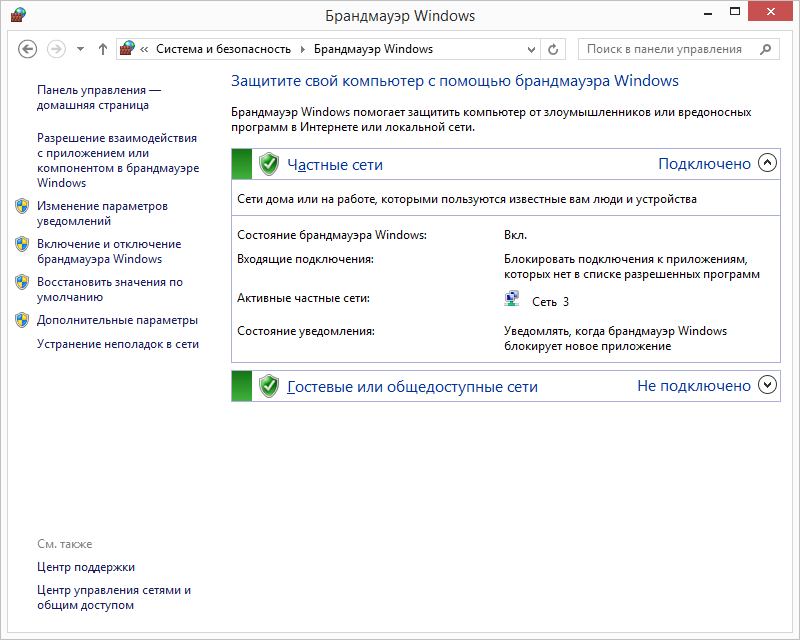 Брандмауэр Windows
« Система и безопасность Брандмауэр Windows
Поиск в панели управления
Панель управления —
домашняя страница
Разрешение взаимодействия
с приложением или
компонентом в брандмауэре
Windows
Изменение параметров
уведомлений
Включение и отключение
брандмауэра Windows
Восстановить значения по
умолчанию
Дополнительные параметры
Устранение неполадок в сети
См. также
Центр поддержки
Центр управления сетями и
общим доступом
Защитите свой компьютер с помощью брандмауэра Windows
Брандмауэр Windows помогает защитить компьютер от злоумышленников или вредоносных
программ в Интернете или локальной сети.
Частные сети Подключено
Сети дома или на работе, которыми пользуются известные вам люди и устройства
Состояние брандмауэра Windows: Вкл.
Входящие подключения: Блокировать подключения к приложениям,
которых нет в списке разрешенных программ
Активные частные сети: Сеть 3
Состояние уведомления: Уведомлять, когда брандмауэр Windows
блокирует новое приложение
Гостевые или общедоступные сети Не подключено